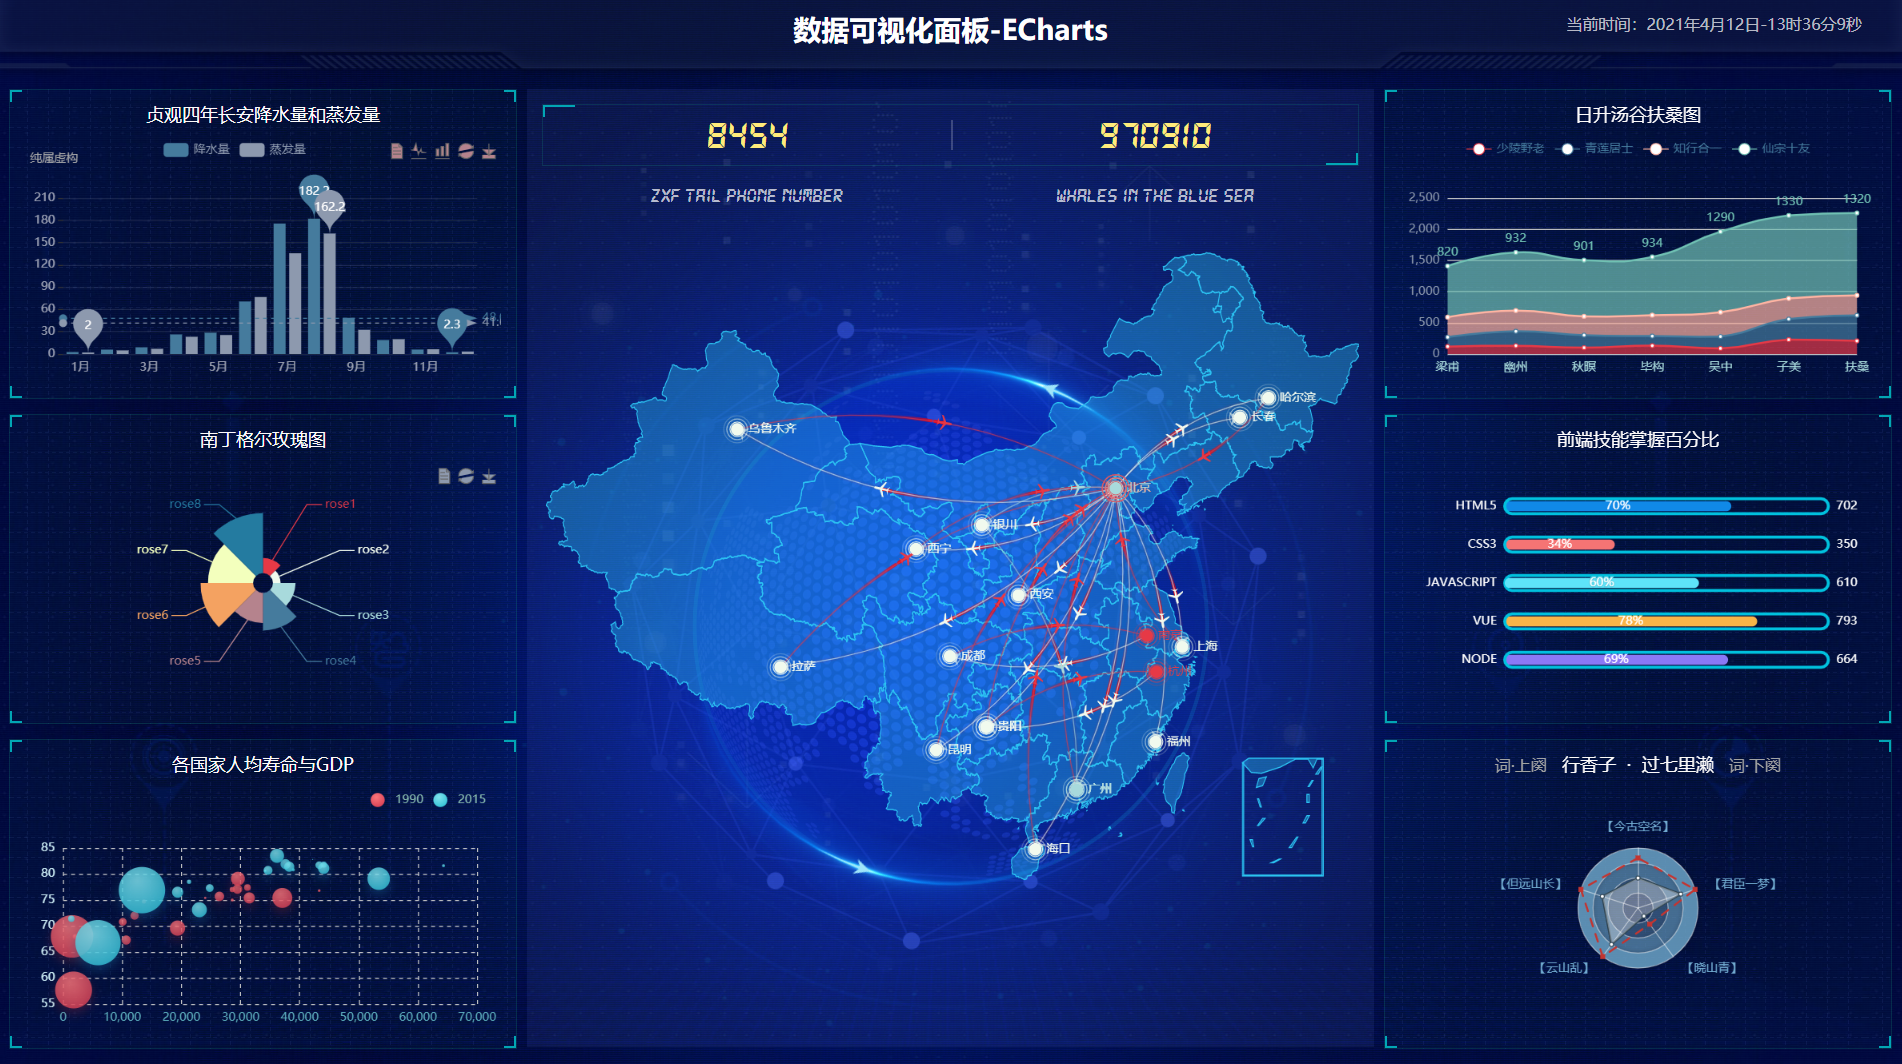 数据可视化面板-ECharts
当前时间：2021年4月12日-13时36分9秒
贞观四年长安降水量和蒸发量
降水量 蒸发量
纯属虚构
210
180
150
120
90
60
30
0
182.2
162.2
2
2.3
1月 3月 5月 7月 9月 11月
南丁格尔玫瑰图
rose8 rose1
rose7 rose2
rose6 rose3
rose5 rose4
各国家人均寿命与GDP
1990 2015
85
80
75
70
65
60
55
0 10,000 20,000 30,000 40,000 50,000 60,000 70,000
8454 970910
ZXF TAIL PHONE NUMBER WHALES IN THE BLUE SEA
哈尔滨
长春
乌鲁木齐
北京
银川
西宁
西安
上海
成都
拉萨
杭州
贵阳
福州
昆明
广州
海口
日升汤谷扶桑图
少陵野老 青莲居士 知行合一 仙宗十友
2,500
2,000
1,500
1,000
500
0
820 932 901 934 1290 1330 1320
梁甫 幽州 秋暝 毕构 吴中 子美 扶桑
前端技能掌握百分比
HTML5 70% 702
CSS3 34% 350
JAVASCRIPT 60% 610
VUE 78% 793
NODE 69% 664
词·上阕 行香子 · 过七里濑 词·下阕
【今古空名】
【但远山长】 【君臣一梦】
【云山乱】 【晓山青】